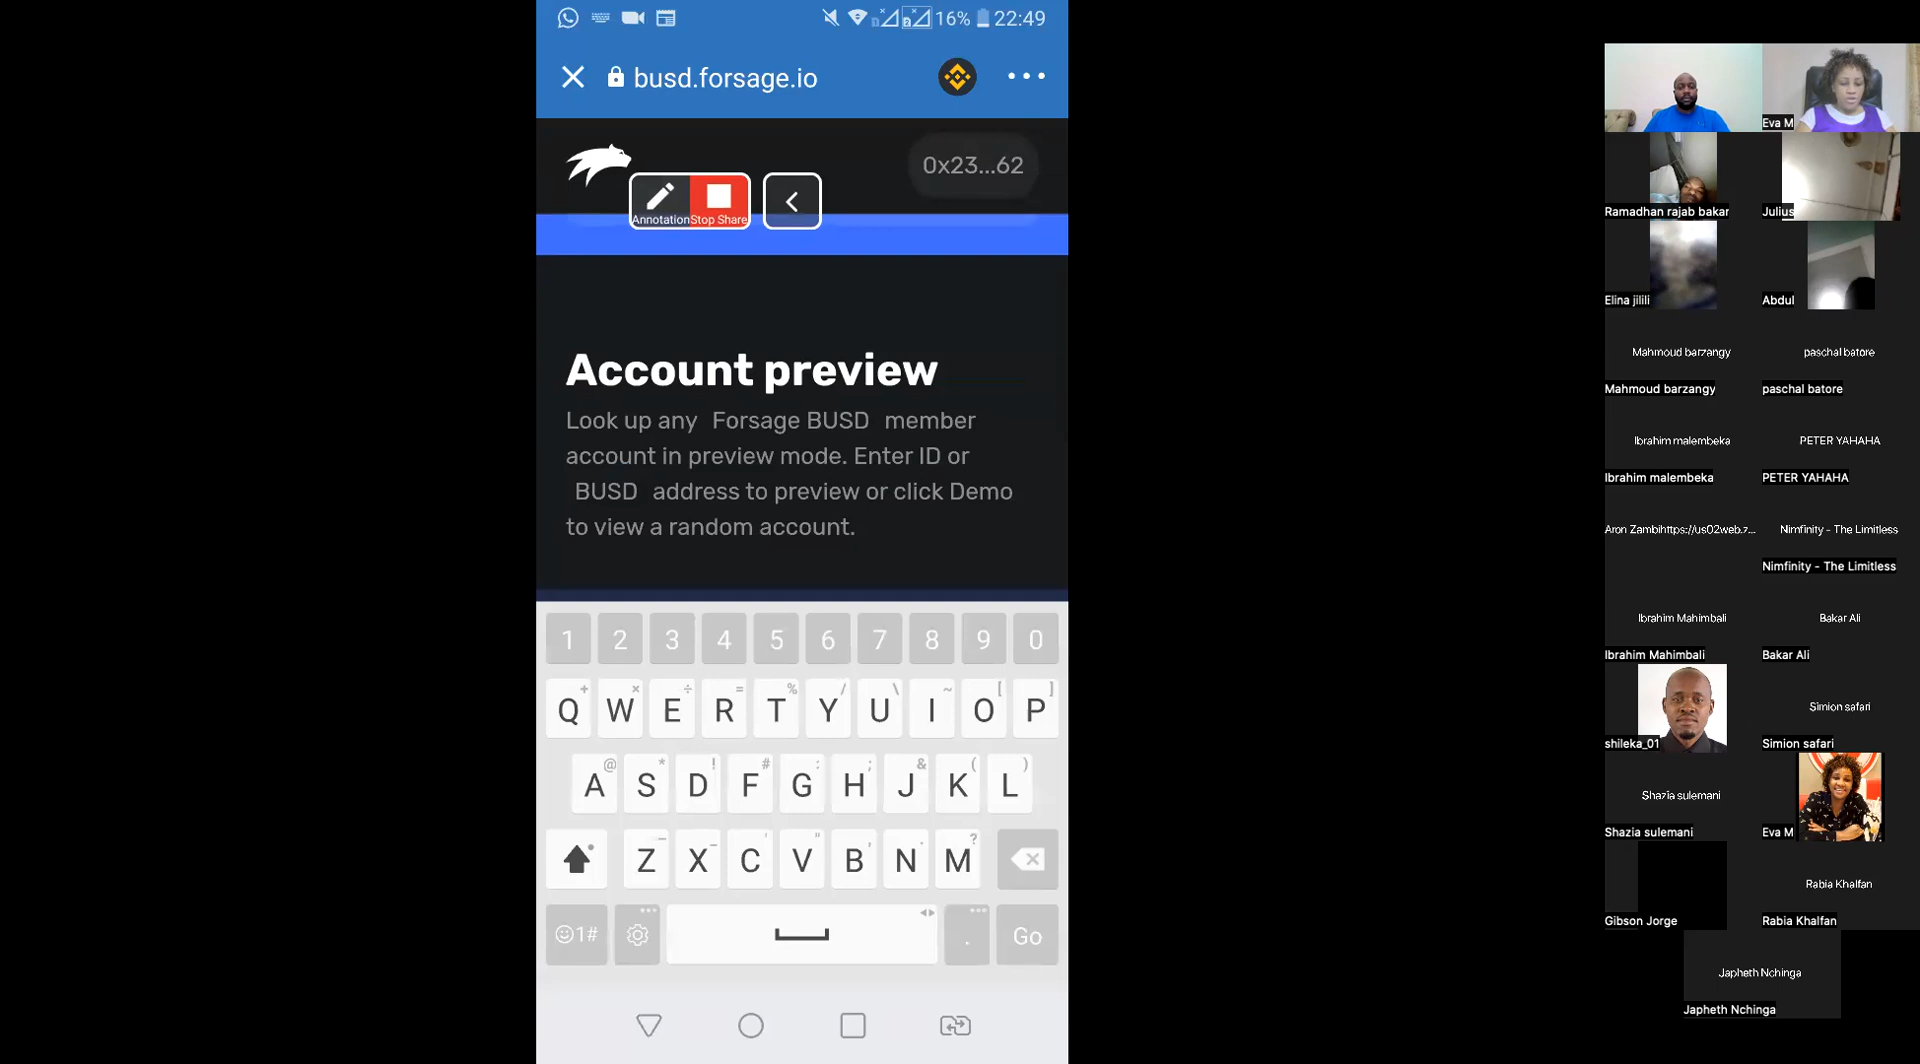 16% 22:49
busd.forsage.io
0x23...62
Annotation Stop Share
Account preview
Look up any Forsage BUSD member
account in preview mode. Enter ID or
BUSD address to preview or click Demo
to view a random account.
1 2 3 4 5 6 7 8 9 0
+ × ÷ = % / \ ~ [ ]
Q W E R T Y U I O P
@ * ! # : ; & ( )
A S D F G H J K L
Z X C V B N M ?
1# . Go
Eva M
Ramadhan rajab bakar Julius
Elina jilili Abdul
Mahmoud barzangy paschal batore
Mahmoud barzangy paschal batore
Ibrahim malembeka PETER YAHAHA
Ibrahim malembeka PETER YAHAHA
Aron Zambihttps://us02web.z... Nimfinity - The Limitless
Nimfinity - The Limitless
Ibrahim Mahimbali Bakar Ali
Ibrahim Mahimbali Bakar Ali
Simion safari
shileka_01 Simion safari
Shazia sulemani
Shazia sulemani Eva M
Rabia Khalfan
Gibson Jorge Rabia Khalfan
Japheth Nchinga
Japheth Nchinga